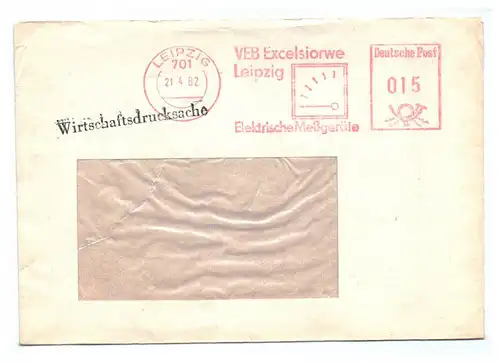 LEIPZIG
701
21.4.82
VEB Excelsiorwe
Leipzig
Elektrische Meßgeräte
Deutsche Post
015
Wirtschaftsdrucksache